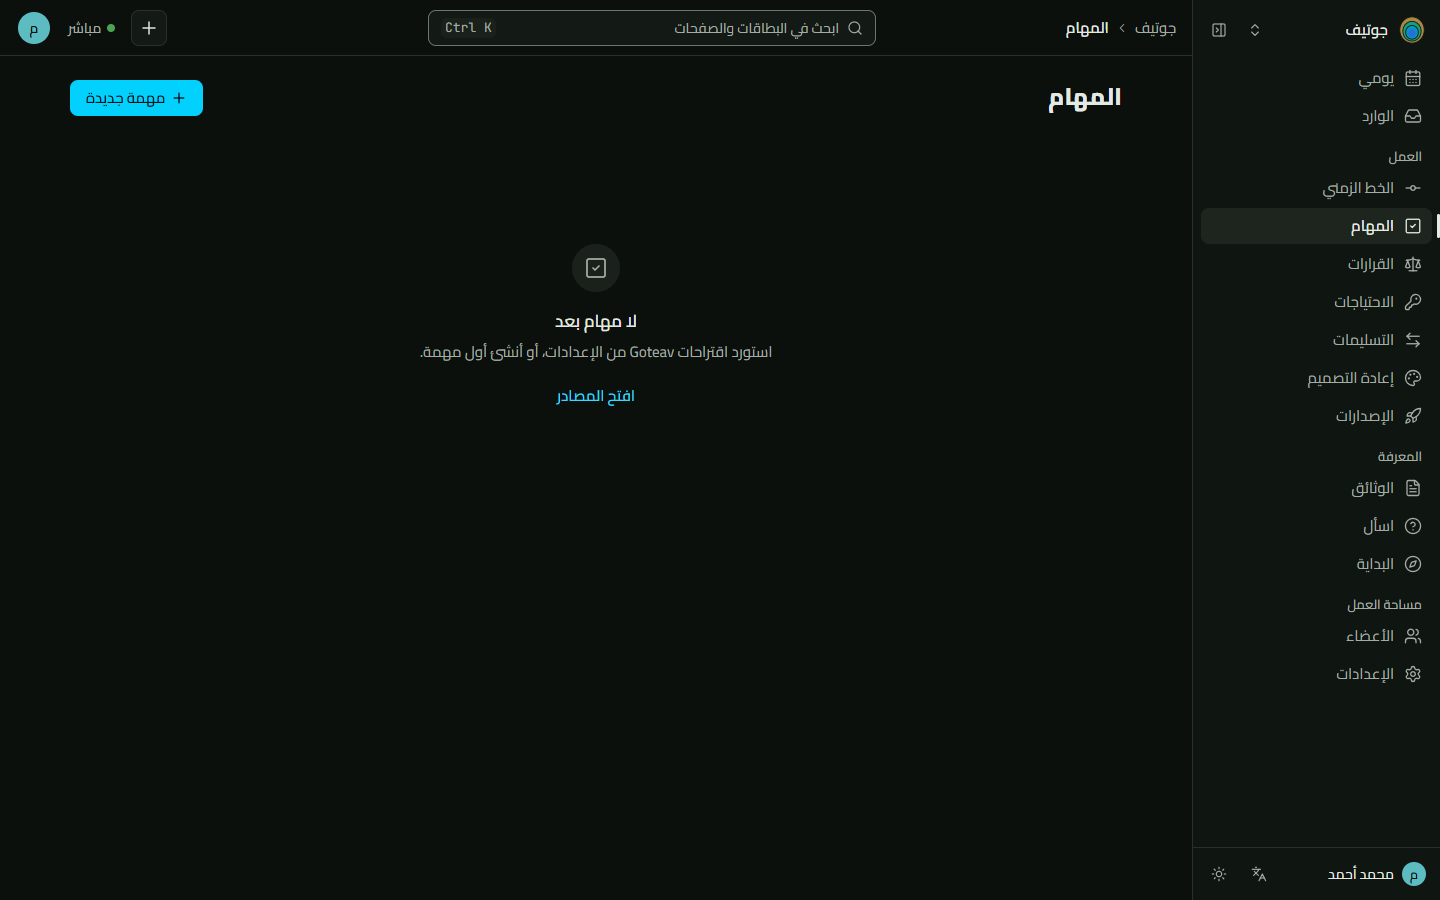 جوتيف
يومي
الوارد
العمل
الخط الزمني
المهام
القرارات
الاحتياجات
التسليمات
إعادة التصميم
الإصدارات
المعرفة
الوثائق
اسأل
البداية
مساحة العمل
الأعضاء
الإعدادات
م محمد أحمد
جوتيف المهام
ابحث في البطاقات والصفحات Ctrl K
مباشر م
المهام
مهمة جديدة
لا مهام بعد
استورد اقتراحات Goteav من الإعدادات، أو أنشئ أول مهمة.
افتح المصادر